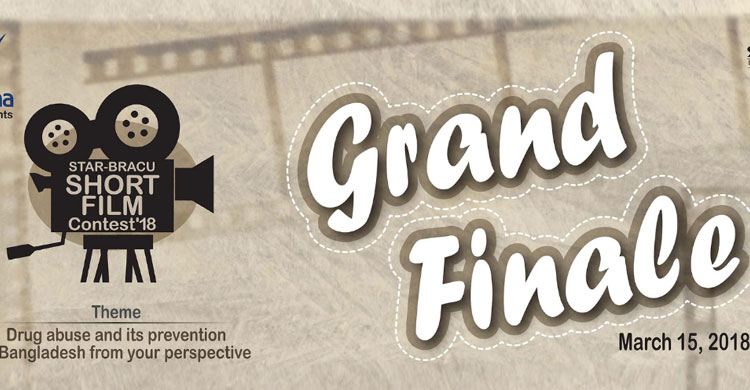 STAR-BRACU
SHORT
FILM
Contest'18
Theme
Drug abuse and its prevention
Bangladesh from your perspective
Grand
Finale
March 15, 2018